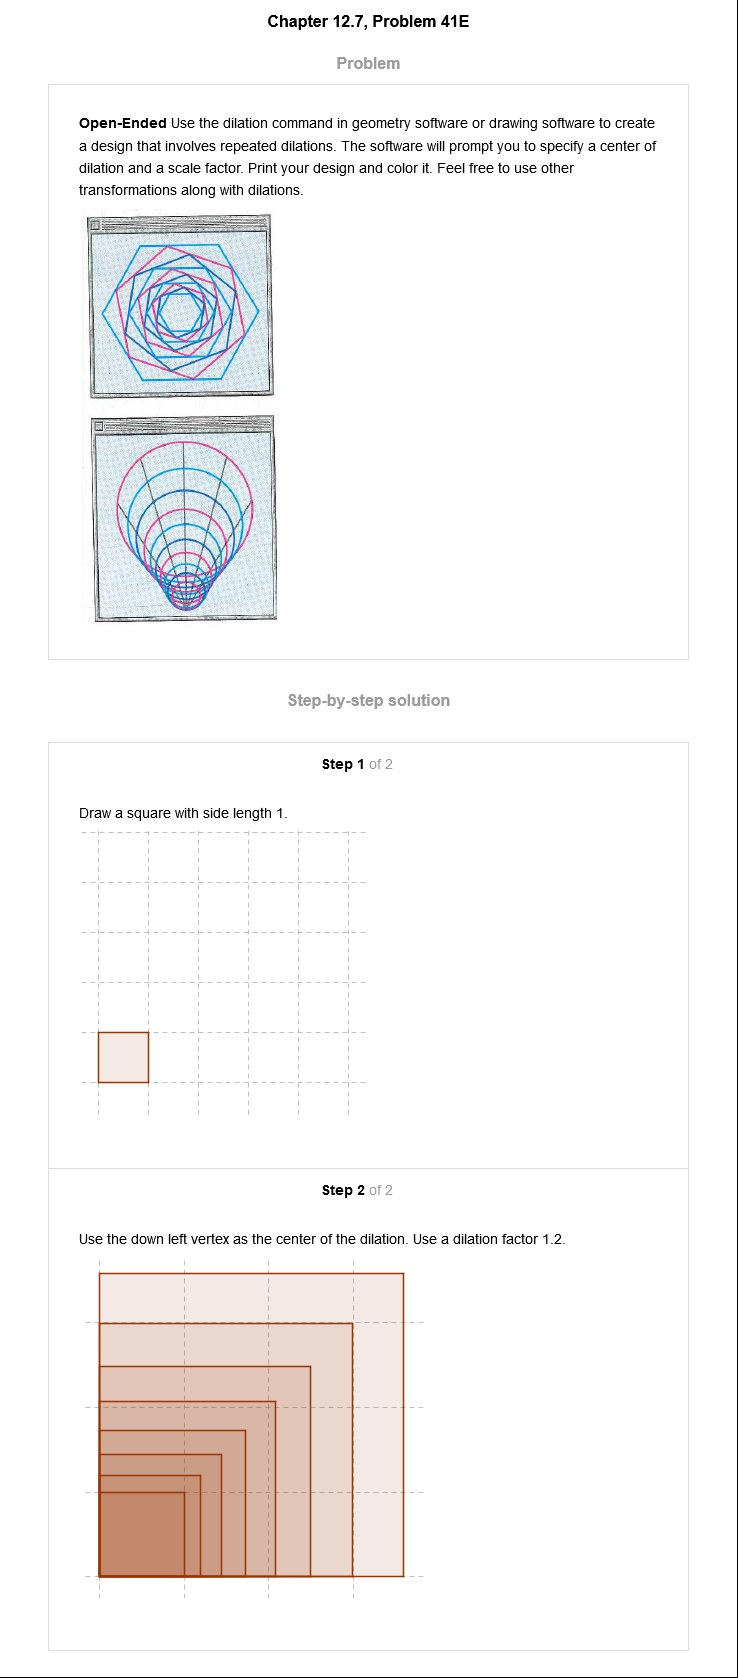 Chapter 12.7, Problem 41E
Problem
Open-Ended Use the dilation command in geometry software or drawing software to create
a design that involves repeated dilations. The software will prompt you to specify a center of
dilation and a scale factor. Print your design and color it. Feel free to use other
transformations along with dilations.
Step-by-step solution
Step 1 of 2
Draw a square with side length 1.
Step 2 of 2
Use the down left vertex as the center of the dilation. Use a dilation factor 1.2.